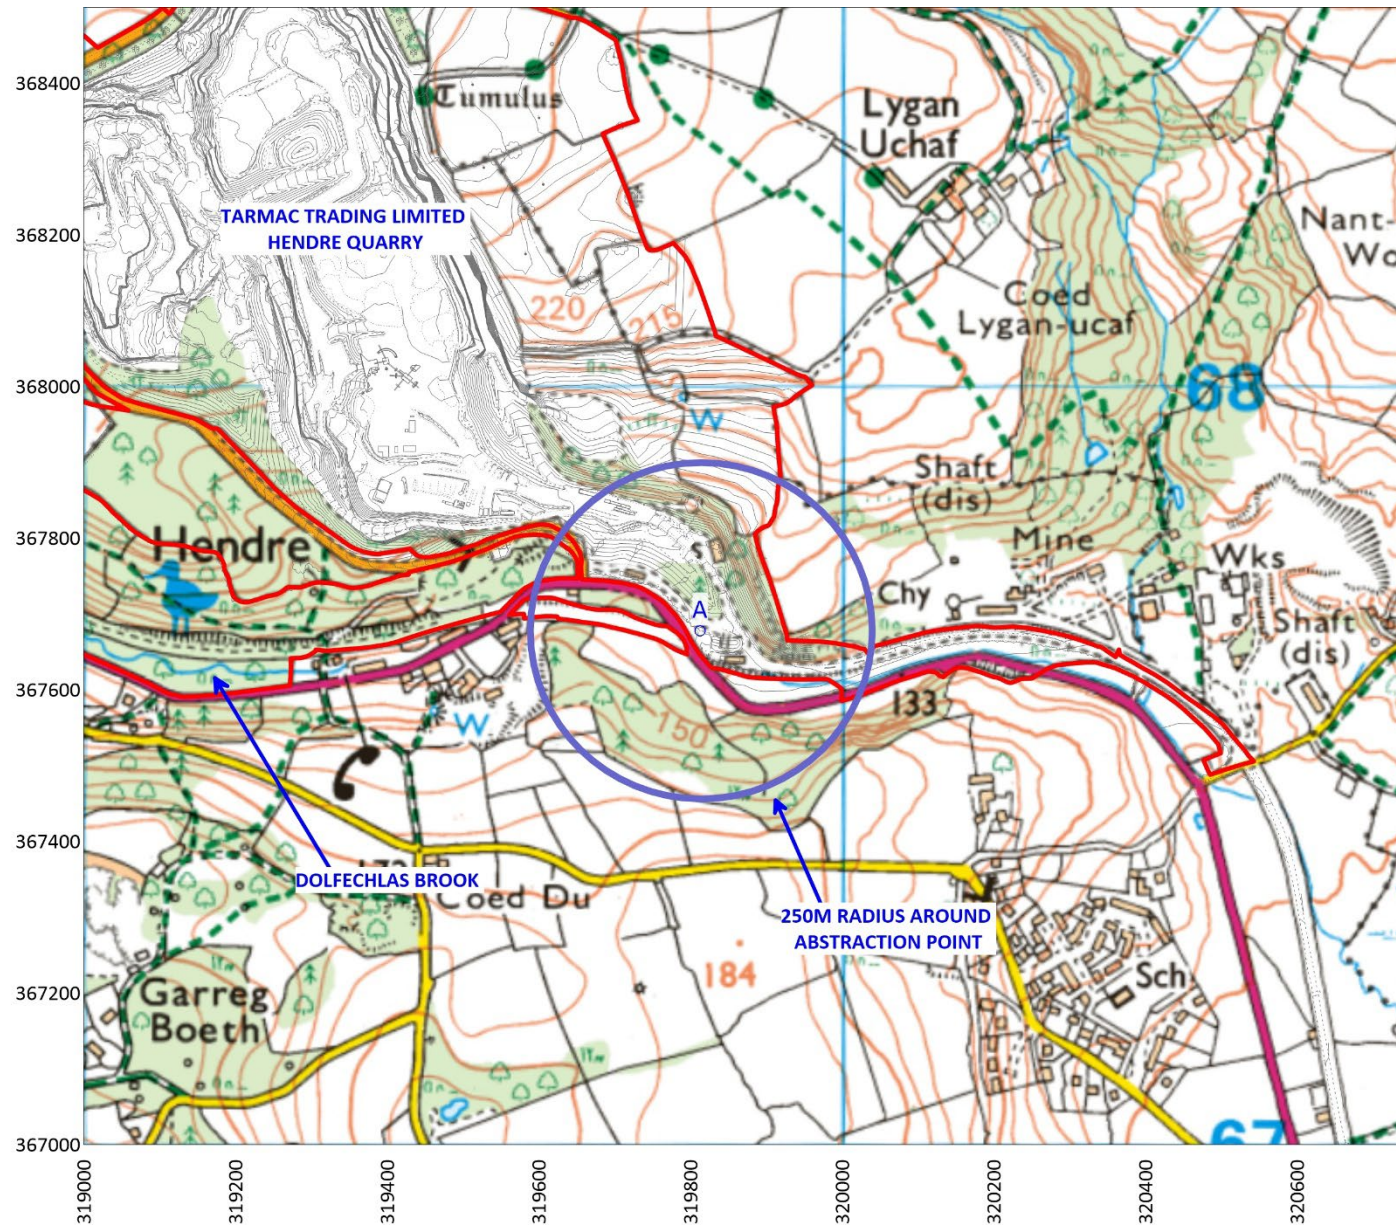 368400
368200
368000
367800
367600
367400
367200
367000
Tumulus
Lygan
Uchaf
TARMAC TRADING LIMITED
HENDRE QUARRY
Nant-
Wo
220
215
Coed
Lygan-ucaf
68
W
Shaft
(dis)
Hendre
S
Mine
Wks
Chy
A
Shaft
(dis)
133
150
W
DOLFECHLAS BROOK
Coed Du
250M RADIUS AROUND
ABSTRACTION POINT
184
Sch
Garreg
Boeth
67
319000
319200
319400
319600
319800
320000
320200
320400
320600